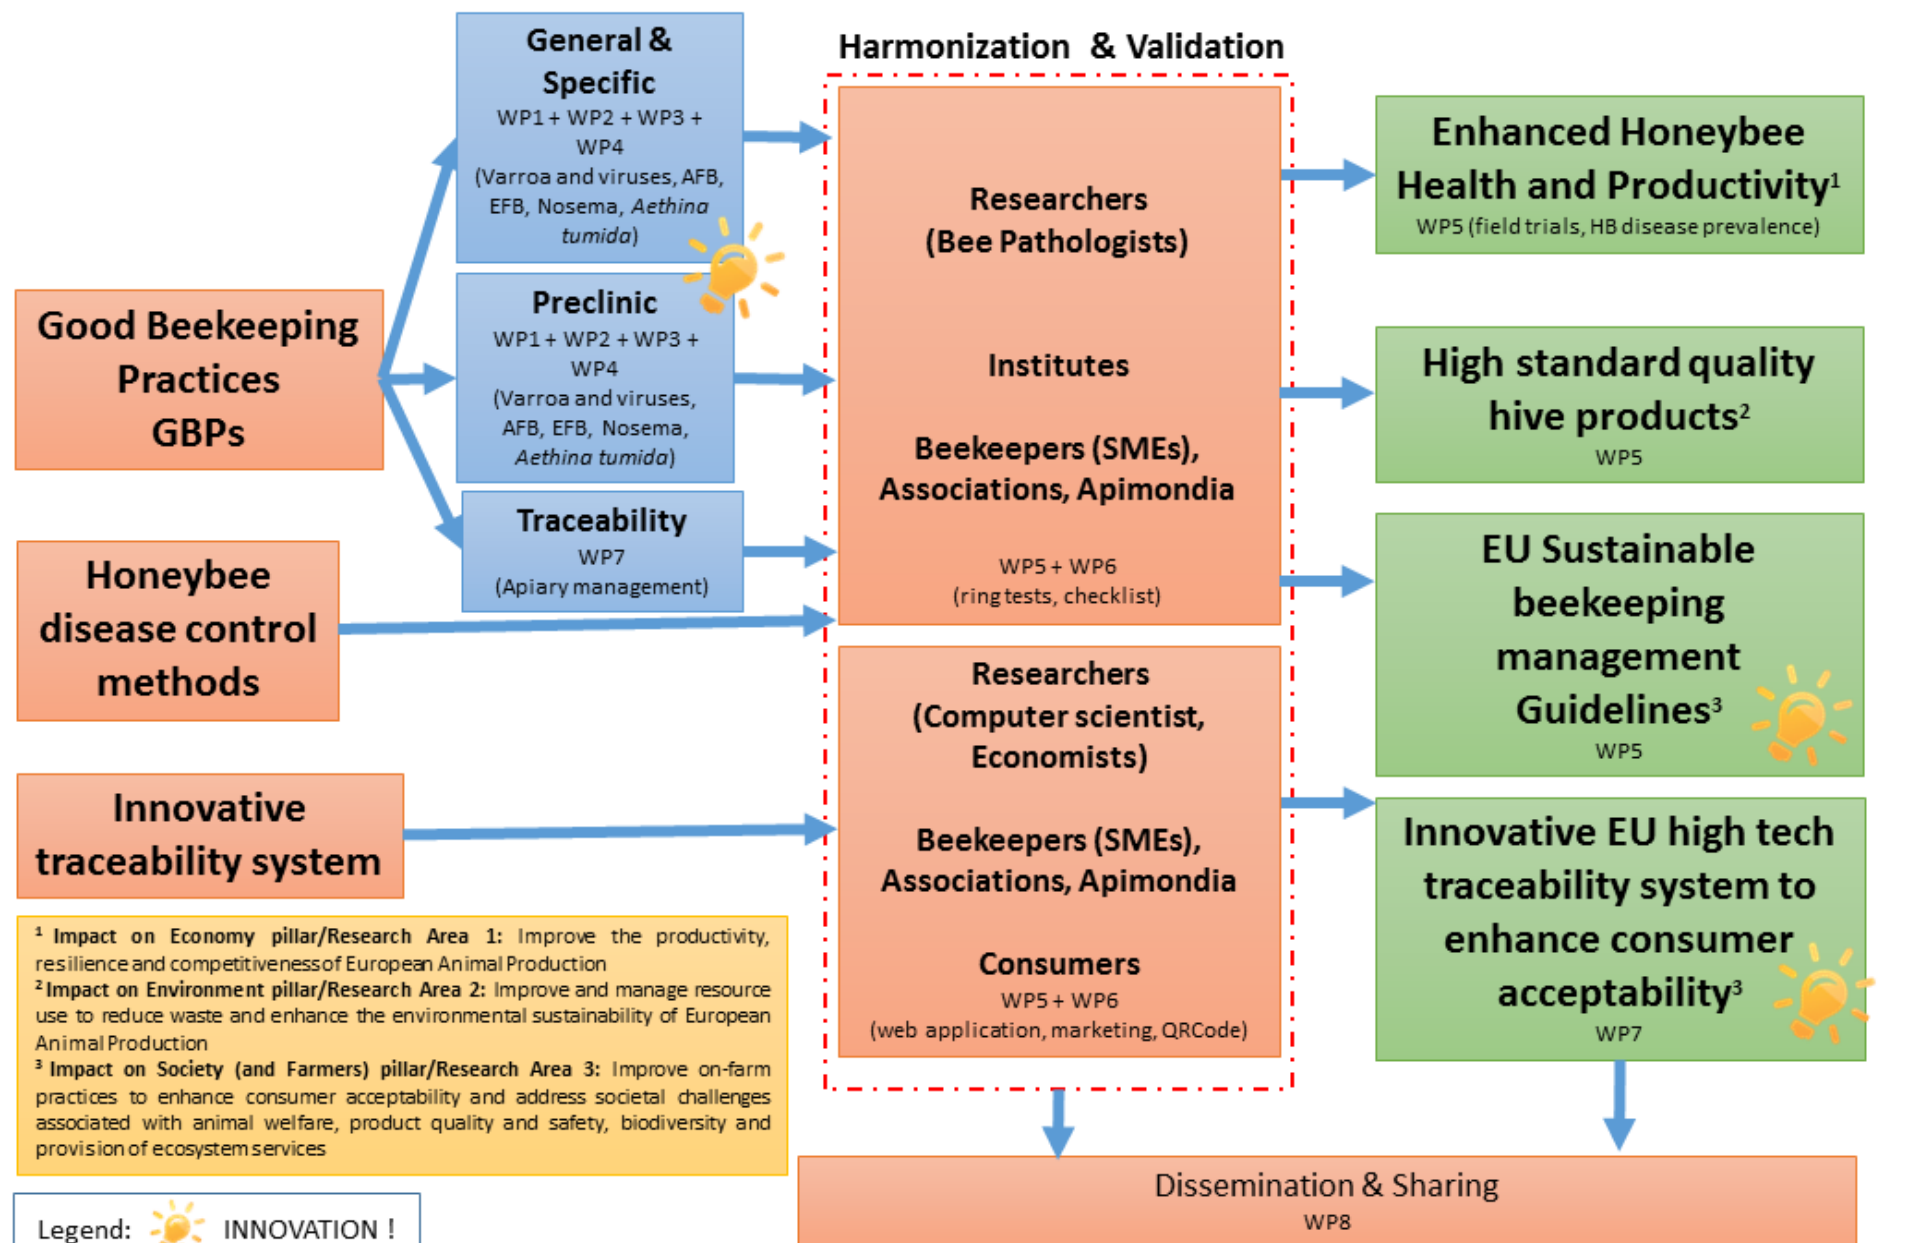 General &
Specific
WP1 + WP2 + WP3 +
WP4
(Varroa and viruses, AFB,
EFB, Nosema, Aethina
tumida)
Preclinic
WP1 + WP2 + WP3 +
WP4
(Varroa and viruses,
AFB, EFB, Nosema,
Aethina tumida)
Traceability
WP7
(Apiary management)
Good Beekeeping
Practices
GBPs
Honeybee
disease control
methods
Innovative
traceability system
Harmonization & Validation
Researchers
(Bee Pathologists)
Institutes
Beekeepers (SMEs),
Associations, Apimondia
WP5 + WP6
(ring tests, checklist)
Researchers
(Computer scientist,
Economists)
Beekeepers (SMEs),
Associations, Apimondia
Consumers
WP5 + WP6
(web application, marketing, QRCode)
Enhanced Honeybee
Health and Productivity¹
WP5 (field trials, HB disease prevalence)
High standard quality
hive products²
WP5
EU Sustainable
beekeeping
management
Guidelines³
WP5
Innovative EU high tech
traceability system to
enhance consumer
acceptability³
WP7
¹ Impact on Economy pillar/Research Area 1: Improve the productivity,
resilience and competitiveness of European Animal Production
² Impact on Environment pillar/Research Area 2: Improve and manage resource
use to reduce waste and enhance the environmental sustainability of European
Animal Production
³ Impact on Society (and Farmers) pillar/Research Area 3: Improve on-farm
practices to enhance consumer acceptability and address societal challenges
associated with animal welfare, product quality and safety, biodiversity and
provision of ecosystem services
Legend: INNOVATION !
Dissemination & Sharing
WP8